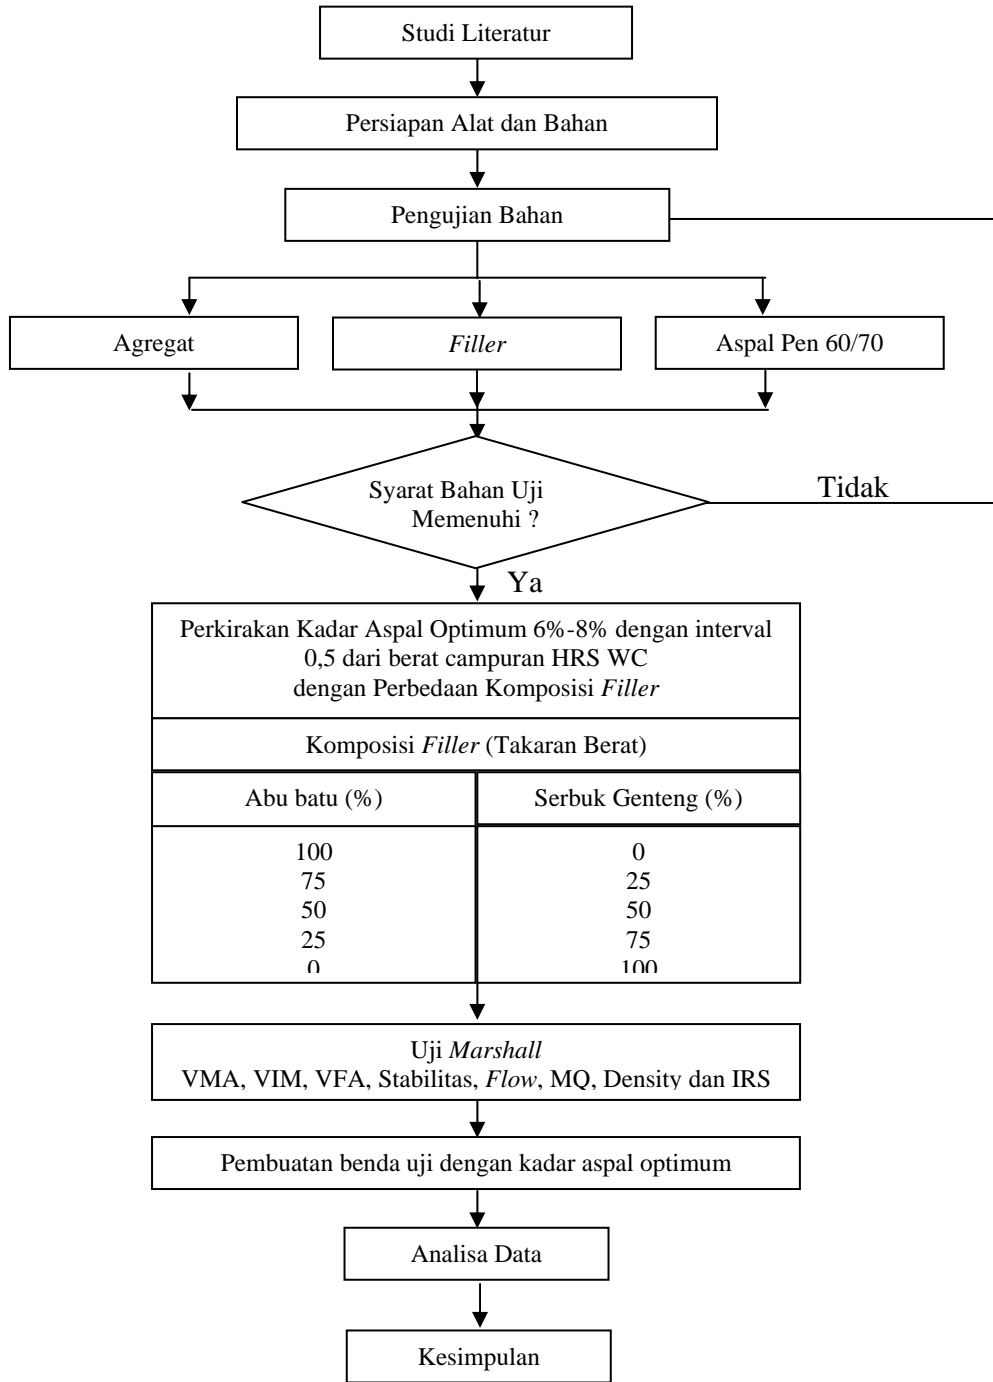 Studi Literatur
Persiapan Alat dan Bahan
Pengujian Bahan
Agregat
Filler
Aspal Pen 60/70
Syarat Bahan Uji
Memenuhi ?
Tidak
Ya
Perkirakan Kadar Aspal Optimum 6%-8% dengan interval
0,5 dari berat campuran HRS WC
dengan Perbedaan Komposisi Filler
Komposisi Filler (Takaran Berat)
Abu batu (%)
Serbuk Genteng (%)
100
0
75
25
50
50
25
75
0
100
Uji Marshall
VMA, VIM, VFA, Stabilitas, Flow, MQ, Density dan IRS
Pembuatan benda uji dengan kadar aspal optimum
Analisa Data
Kesimpulan